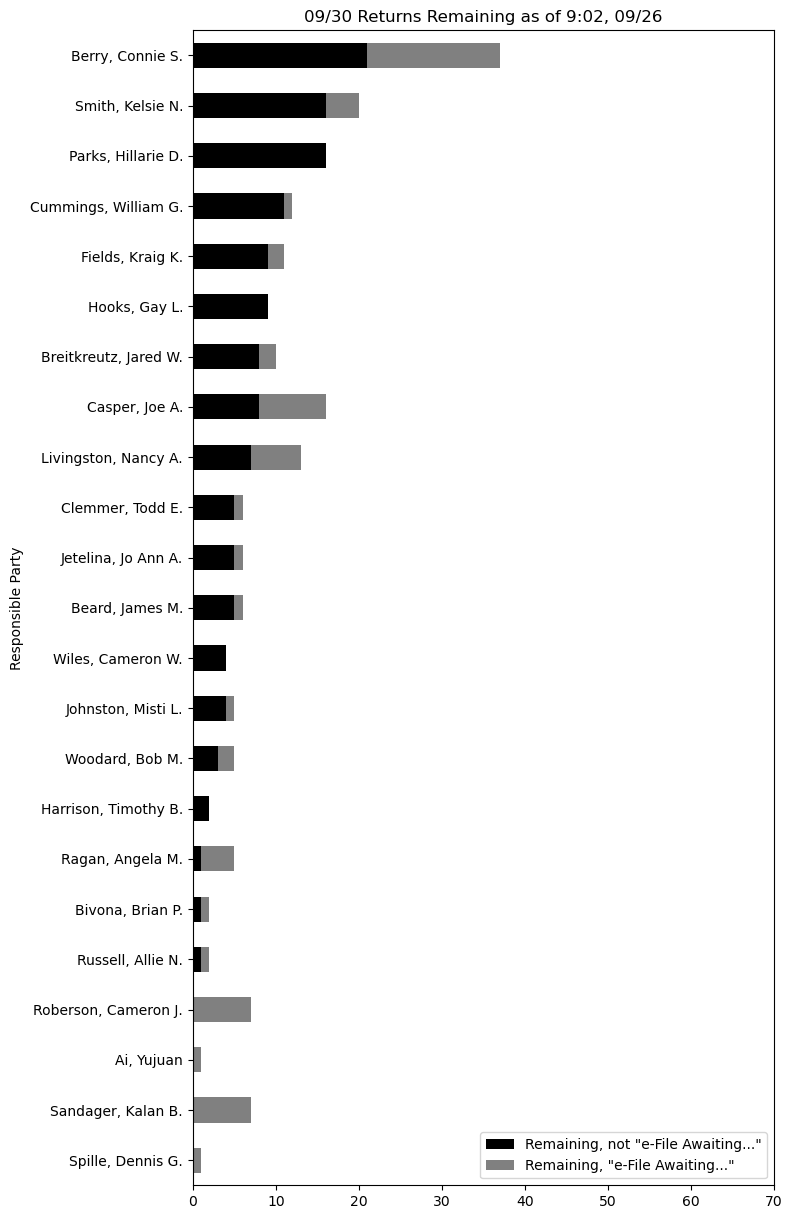 09/30 Returns Remaining as of 9:02, 09/26
Responsible Party
Berry, Connie S.
Smith, Kelsie N.
Parks, Hillarie D.
Cummings, William G.
Fields, Kraig K.
Hooks, Gay L.
Breitkreutz, Jared W.
Casper, Joe A.
Livingston, Nancy A.
Clemmer, Todd E.
Jetelina, Jo Ann A.
Beard, James M.
Wiles, Cameron W.
Johnston, Misti L.
Woodard, Bob M.
Harrison, Timothy B.
Ragan, Angela M.
Bivona, Brian P.
Russell, Allie N.
Roberson, Cameron J.
Ai, Yujuan
Sandager, Kalan B.
Spille, Dennis G.
Remaining, not "e-File Awaiting..."
Remaining, "e-File Awaiting..."
0 10 20 30 40 50 60 70